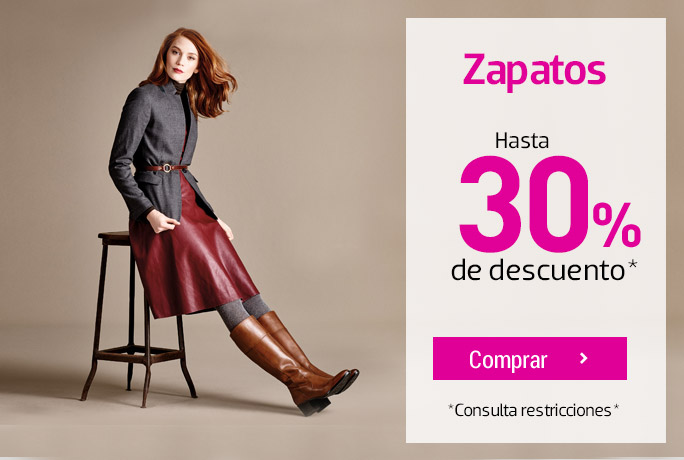 Zapatos
Hasta
30%
de descuento*
Comprar >
*Consulta restricciones*